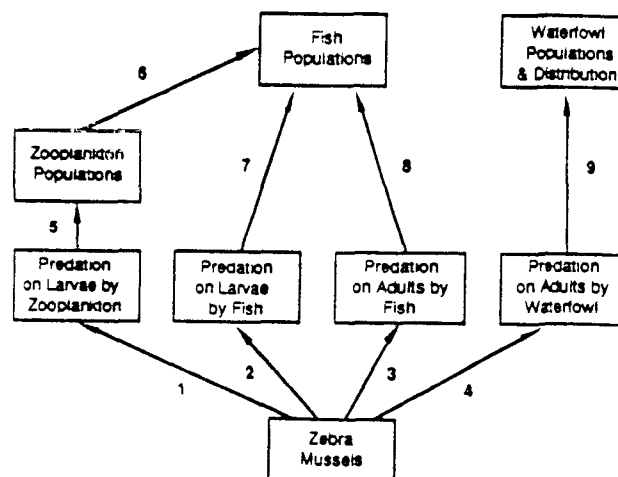 Fish
Populations
Waterfowl
Populations
& Distribution
6
Zooplankton
Populations
7
8
9
5
Predation
on Larvae by
Zooplankton
Predation
on Larvae
by Fish
Predation
on Adults by
Fish
Predation
on Adults by
Waterfowl
1
2
3
4
Zebra
Mussels